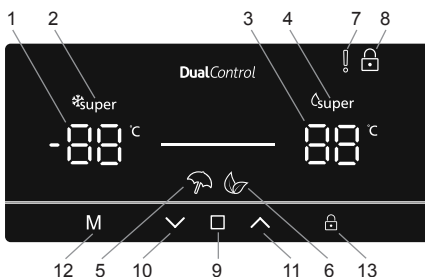 1 2 3 4 7 8
DualControl
super super
-88 °C 88 °C
M
12 5 10 9 11 6 13